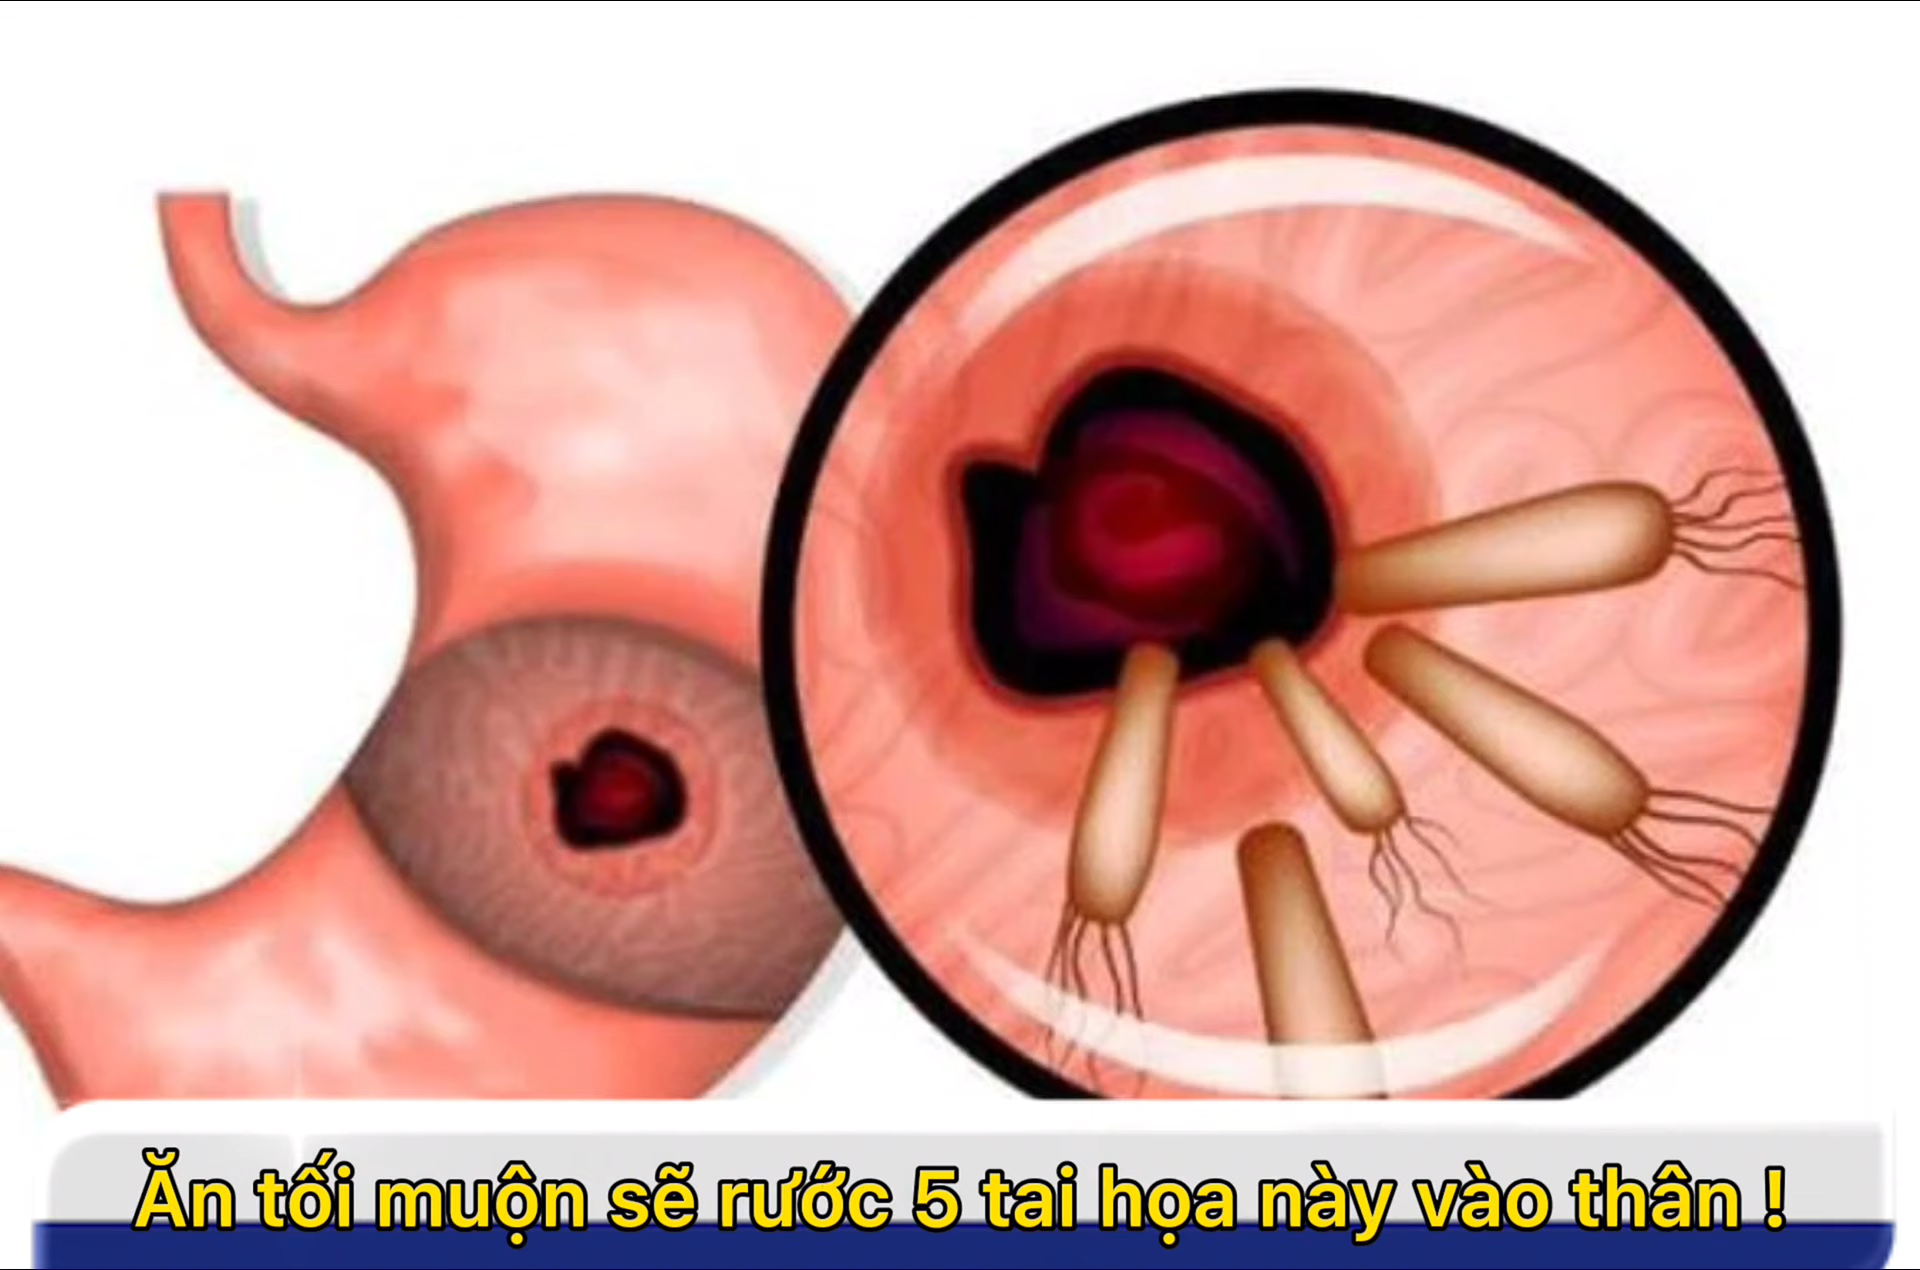 Ăn tối muộn sẽ rước 5 tai họa này vào thân !